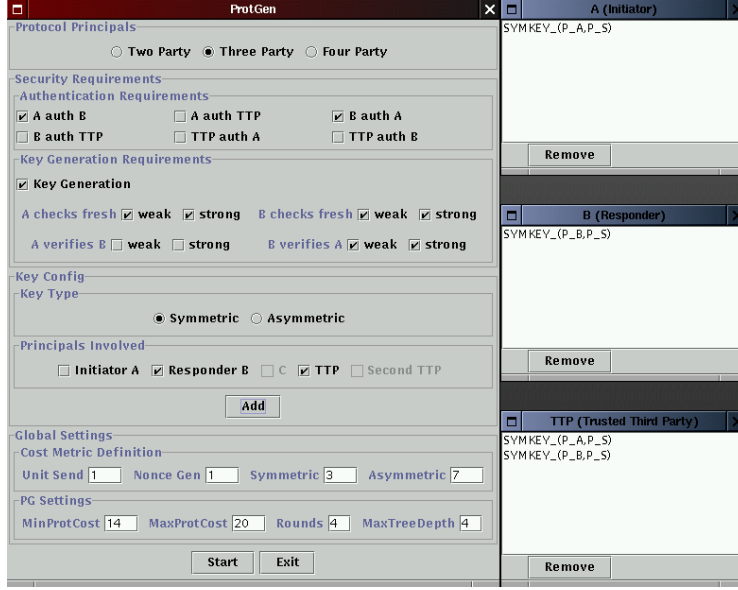 ProtGen
Protocol Principals
Two Party Three Party Four Party
Security Requirements
Authentication Requirements
A auth B A auth TTP B auth A
B auth TTP TTP auth A TTP auth B
Key Generation Requirements
Key Generation
A checks fresh weak strong B checks fresh weak strong
A verifies B weak strong B verifies A weak strong
Key Config
Key Type
Symmetric Asymmetric
Principals Involved
Initiator A Responder B C TTP Second TTP
Add
Global Settings
Cost Metric Definition
Unit Send 1 Nonce Gen 1 Symmetric 3 Asymmetric 7
PG Settings
MinProtCost 14 MaxProtCost 20 Rounds 4 MaxTreeDepth 4
Start Exit
A (Initiator)
SYMKEY_(P_A,P_S)
Remove
B (Responder)
SYMKEY_(P_B,P_S)
Remove
TTP (Trusted Third Party)
SYMKEY_(P_A,P_S)
SYMKEY_(P_B,P_S)
Remove